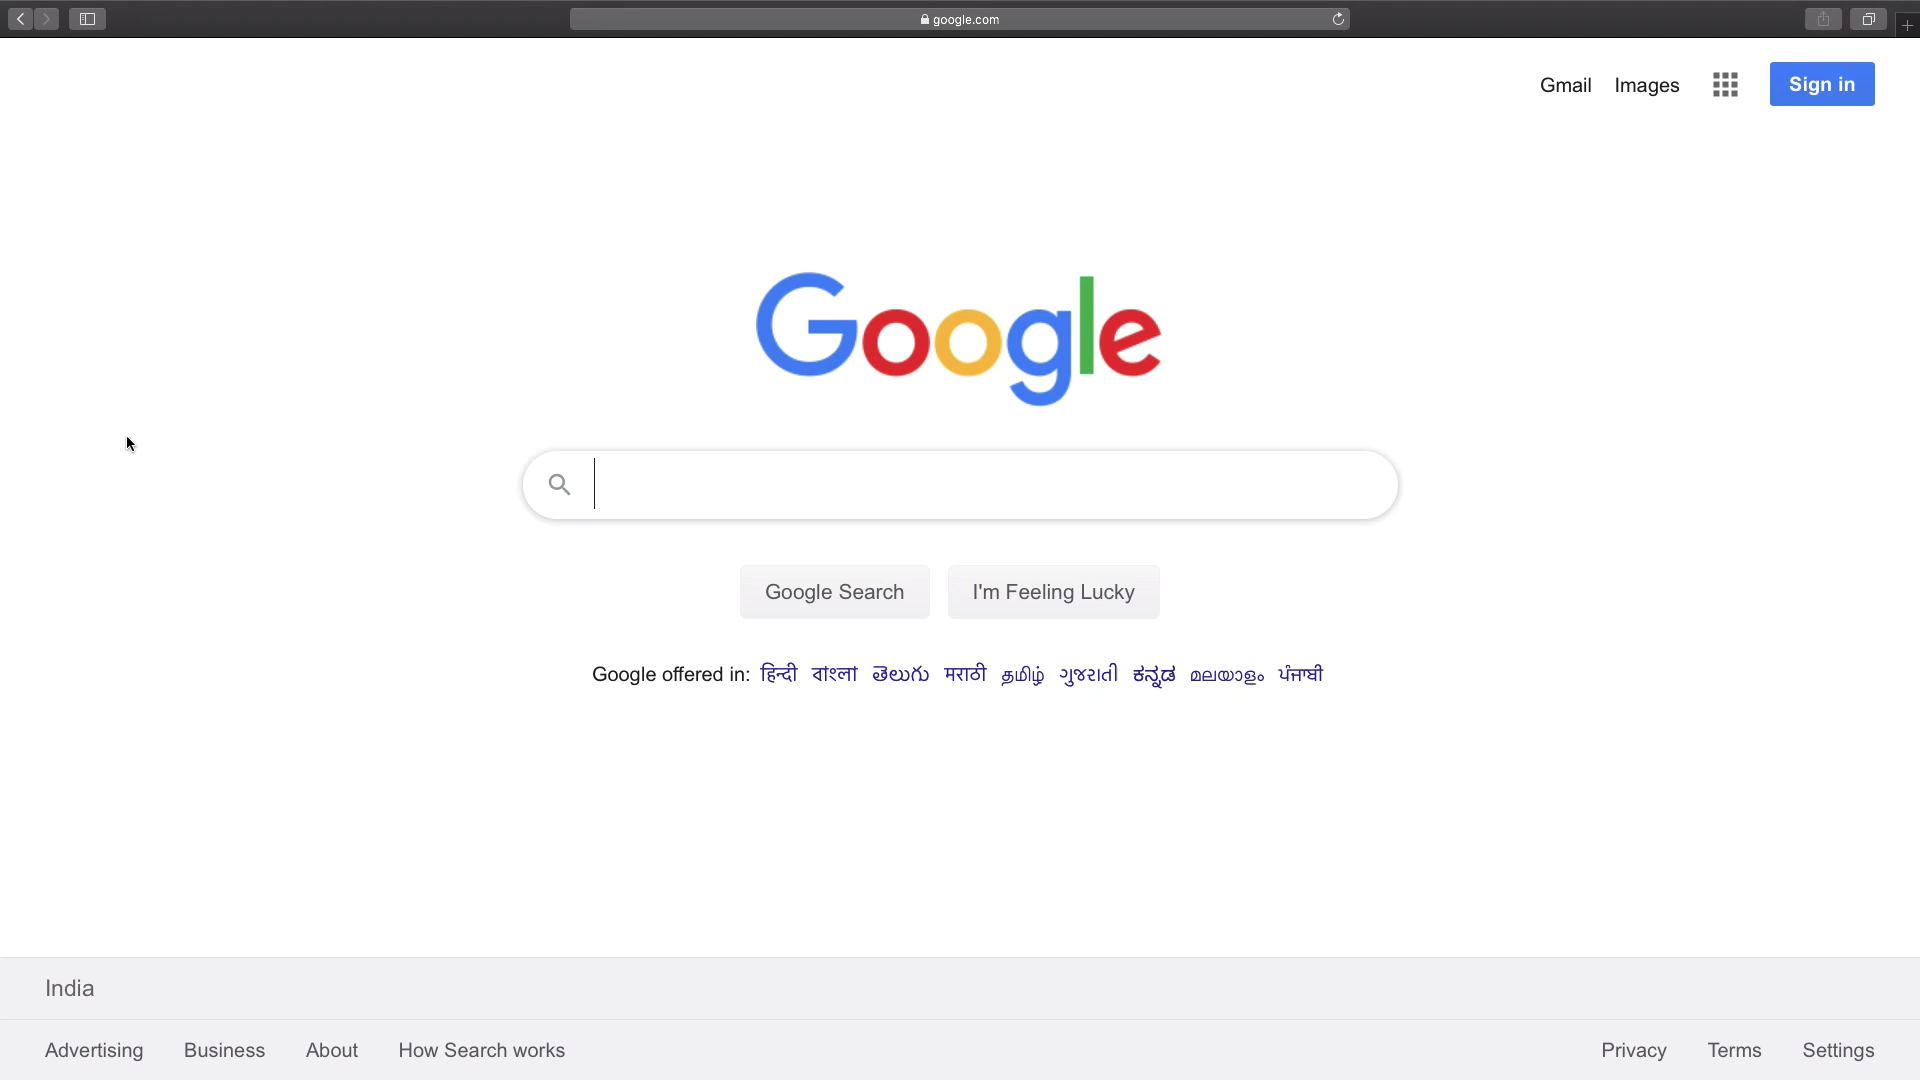 google.com
Gmail Images Sign in
Google
Google Search I'm Feeling Lucky
Google offered in: हिन्दी বাংলা తెలుగు मराठी தமிழ் ગુજરાતી ಕನ್ನಡ മലയാളം ਪੰਜਾਬੀ
India
Advertising Business About How Search works Privacy Terms Settings